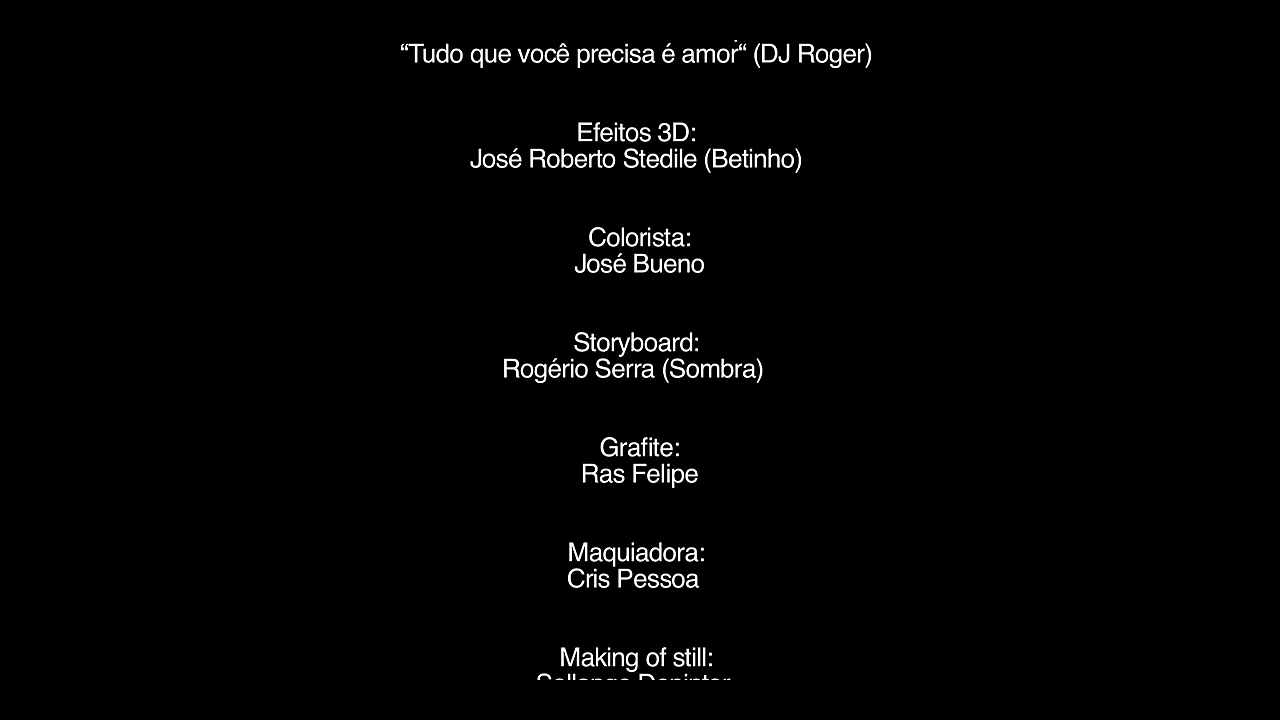 “Tudo que você precisa é amor“ (DJ Roger)
Efeitos 3D:
José Roberto Stedile (Betinho)
Colorista:
José Bueno
Storyboard:
Rogério Serra (Sombra)
Grafite:
Ras Felipe
Maquiadora:
Cris Pessoa
Making of still: